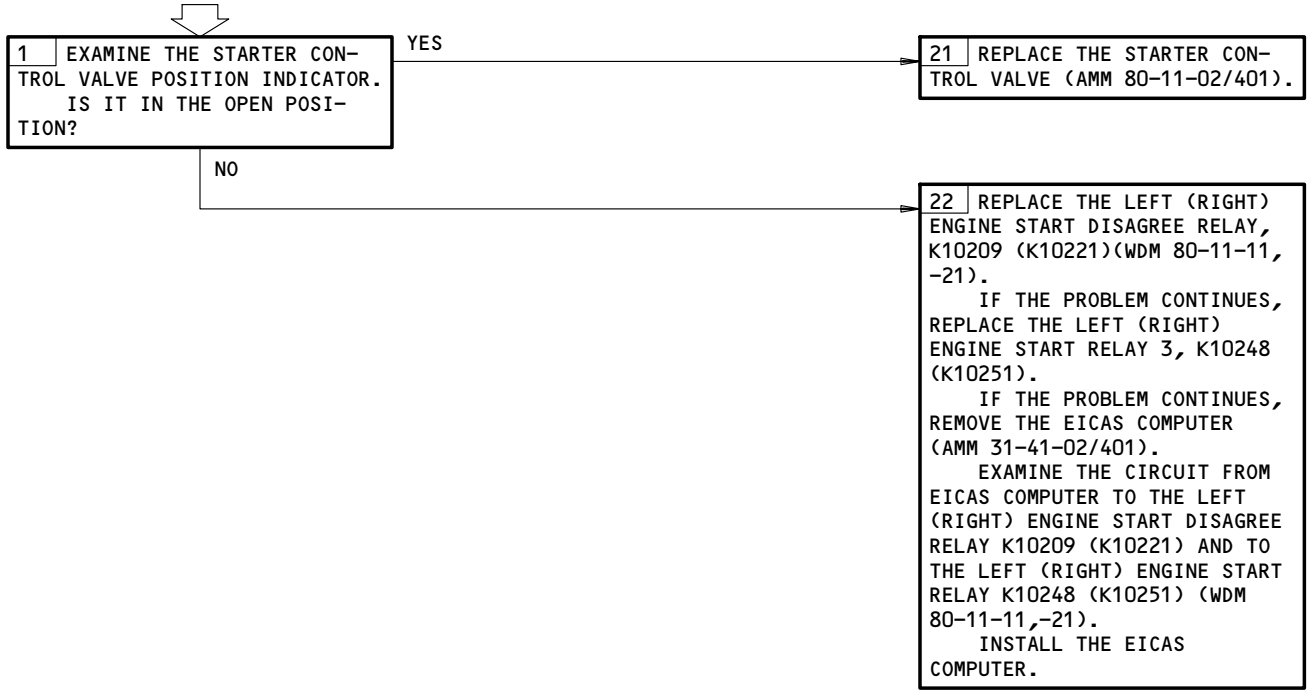 1 EXAMINE THE STARTER CON-
TROL VALVE POSITION INDICATOR.
IS IT IN THE OPEN POSI-
TION?
YES
21 REPLACE THE STARTER CON-
TROL VALVE (AMM 80-11-02/401).
NO
22 REPLACE THE LEFT (RIGHT)
ENGINE START DISAGREE RELAY,
K10209 (K10221)(WDM 80-11-11,
-21).
IF THE PROBLEM CONTINUES,
REPLACE THE LEFT (RIGHT)
ENGINE START RELAY 3, K10248
(K10251).
IF THE PROBLEM CONTINUES,
REMOVE THE EICAS COMPUTER
(AMM 31-41-02/401).
EXAMINE THE CIRCUIT FROM
EICAS COMPUTER TO THE LEFT
(RIGHT) ENGINE START DISAGREE
RELAY K10209 (K10221) AND TO
THE LEFT (RIGHT) ENGINE START
RELAY K10248 (K10251) (WDM
80-11-11,-21).
INSTALL THE EICAS
COMPUTER.